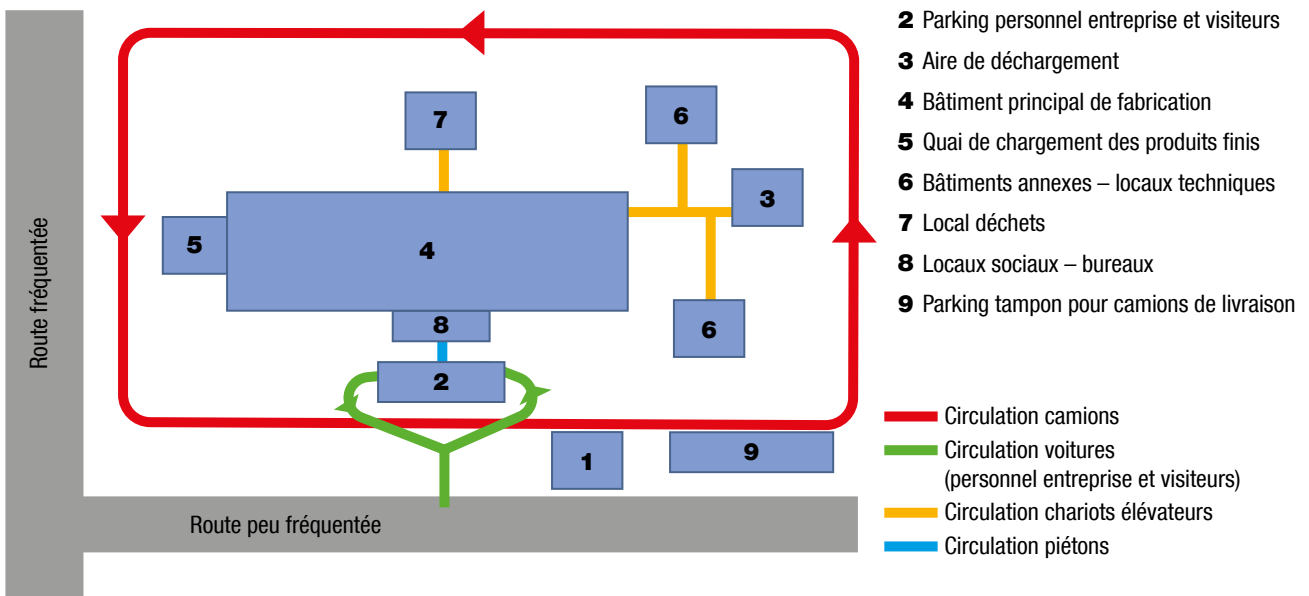 2 Parking personnel entreprise et visiteurs
3 Aire de déchargement
4 Bâtiment principal de fabrication
5 Quai de chargement des produits finis
6 Bâtiments annexes – locaux techniques
7 Local déchets
8 Locaux sociaux – bureaux
9 Parking tampon pour camions de livraison
Circulation camions
Circulation voitures
(personnel entreprise et visiteurs)
Circulation chariots élévateurs
Circulation piétons
Route fréquentée
7
6
3
5
4
6
8
2
1
9
Route peu fréquentée